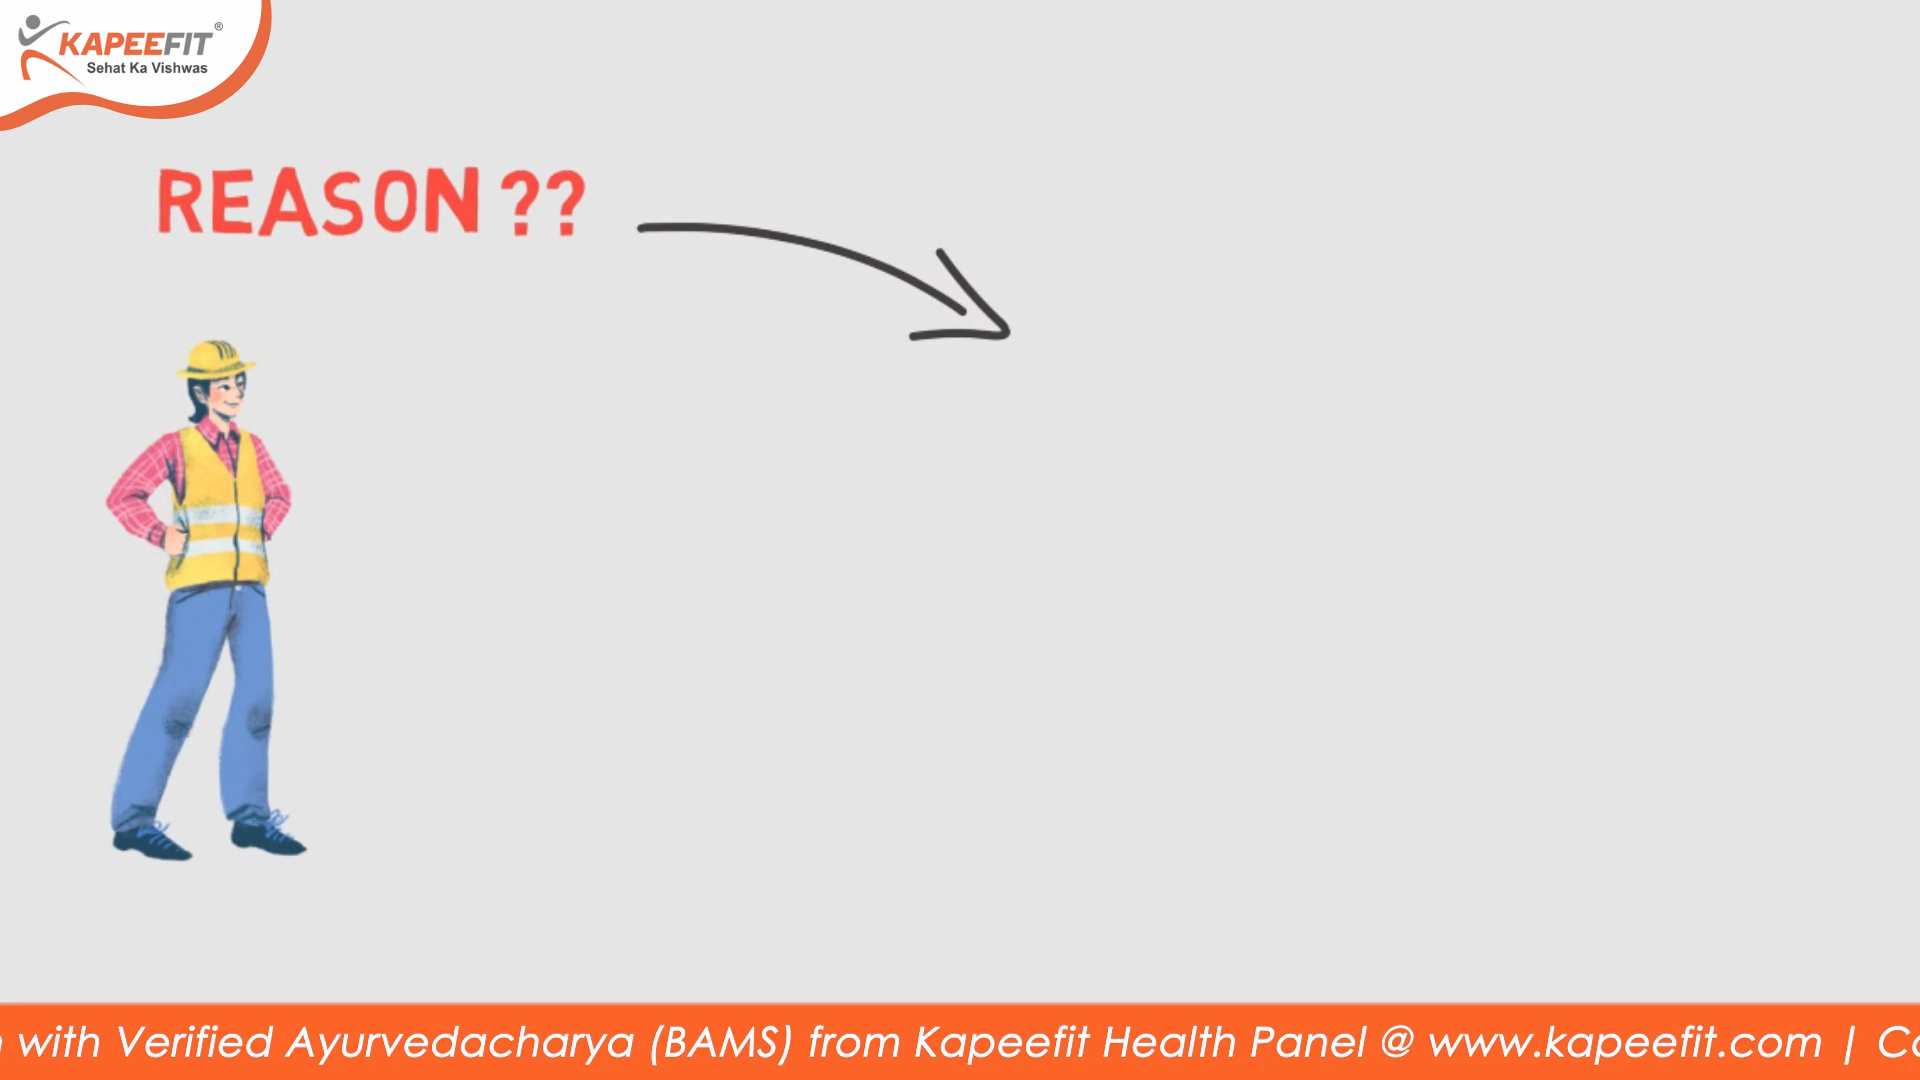 KAPEEFIT®
Sehat Ka Vishwas
REASON ??
with Verified Ayurvedacharya (BAMS) from Kapeefit Health Panel @ www.kapeefit.com |